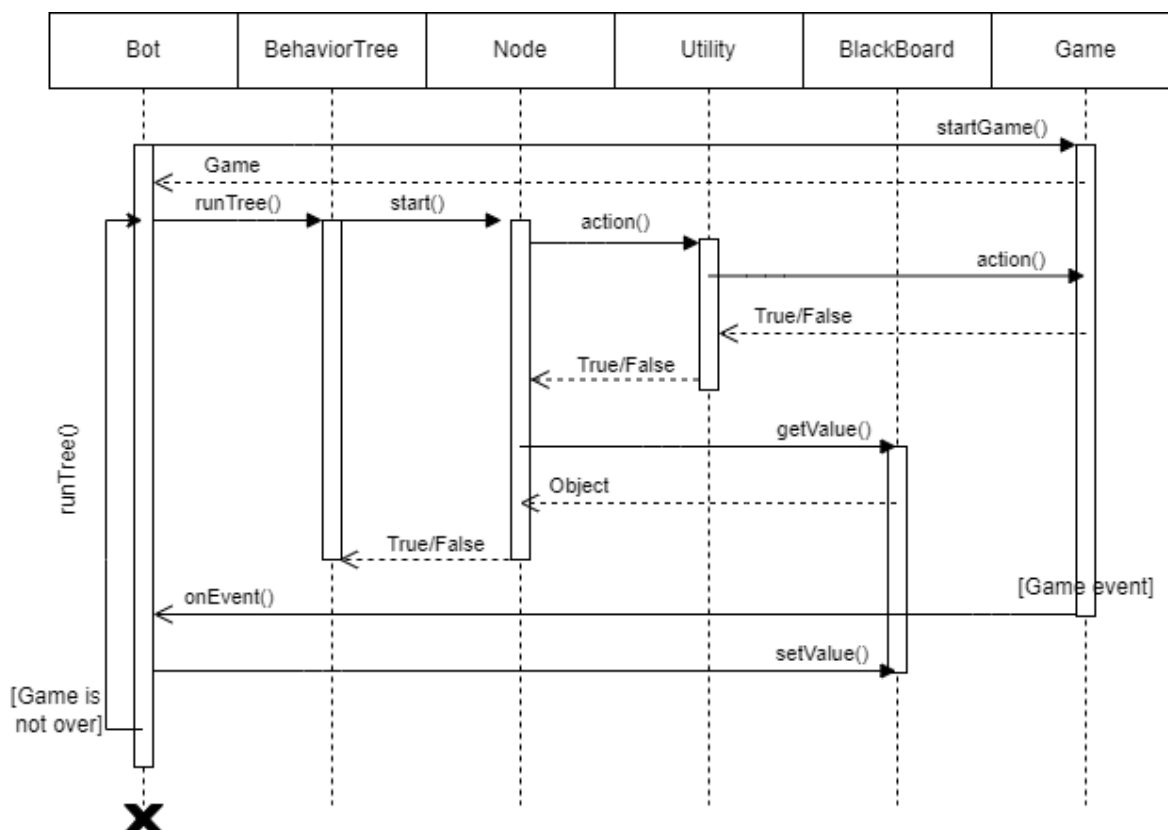 Bot
BehaviorTree
Node
Utility
BlackBoard
Game
startGame()
Game
runTree()
start()
action()
action()
True/False
True/False
runTree()
getValue()
Object
True/False
[Game event]
onEvent()
setValue()
[Game is
not over]